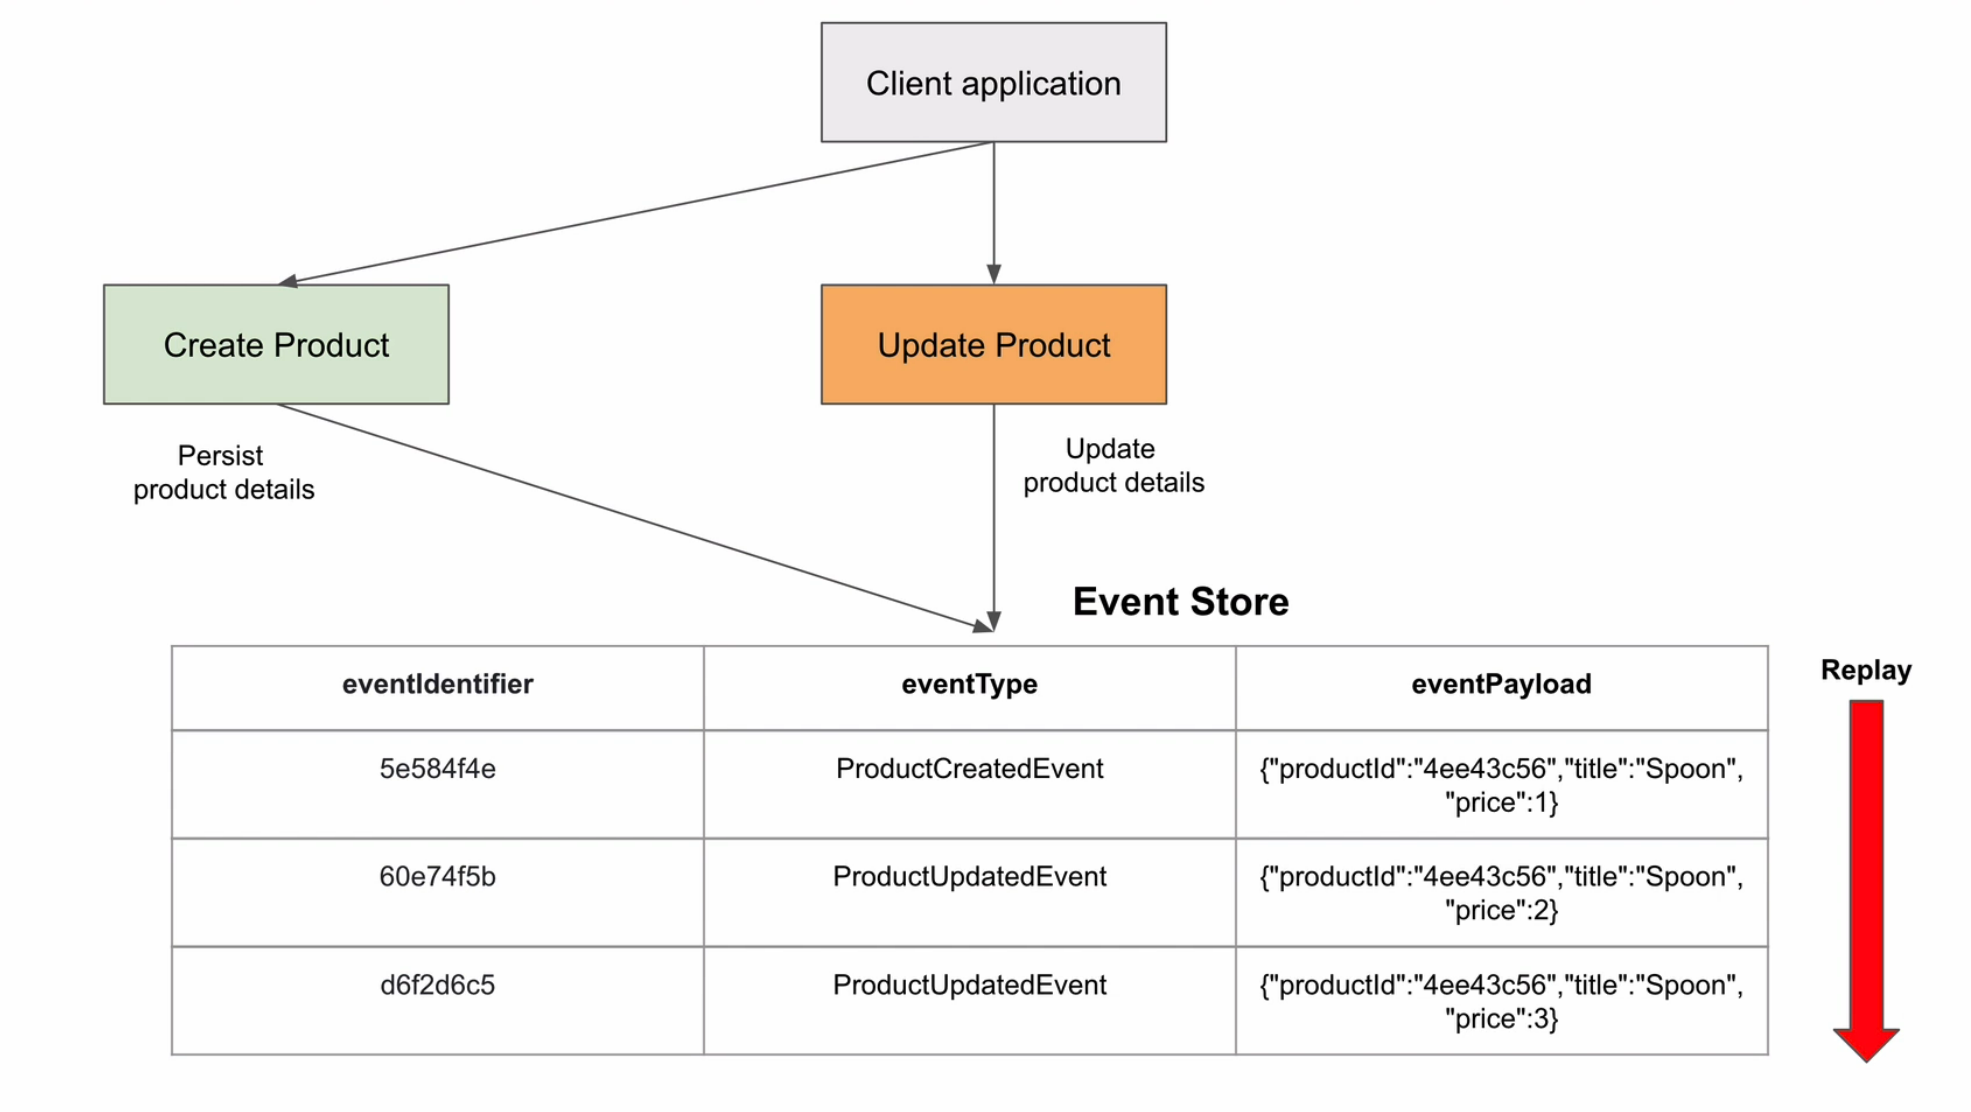 Client application
Create Product
Update Product
Persist
product details
Update
product details
Event Store
Replay
eventIdentifier
eventType
eventPayload
5e584f4e
ProductCreatedEvent
{"productId":"4ee43c56","title":"Spoon",
"price":1}
60e74f5b
ProductUpdatedEvent
{"productId":"4ee43c56","title":"Spoon",
"price":2}
d6f2d6c5
ProductUpdatedEvent
{"productId":"4ee43c56","title":"Spoon",
"price":3}